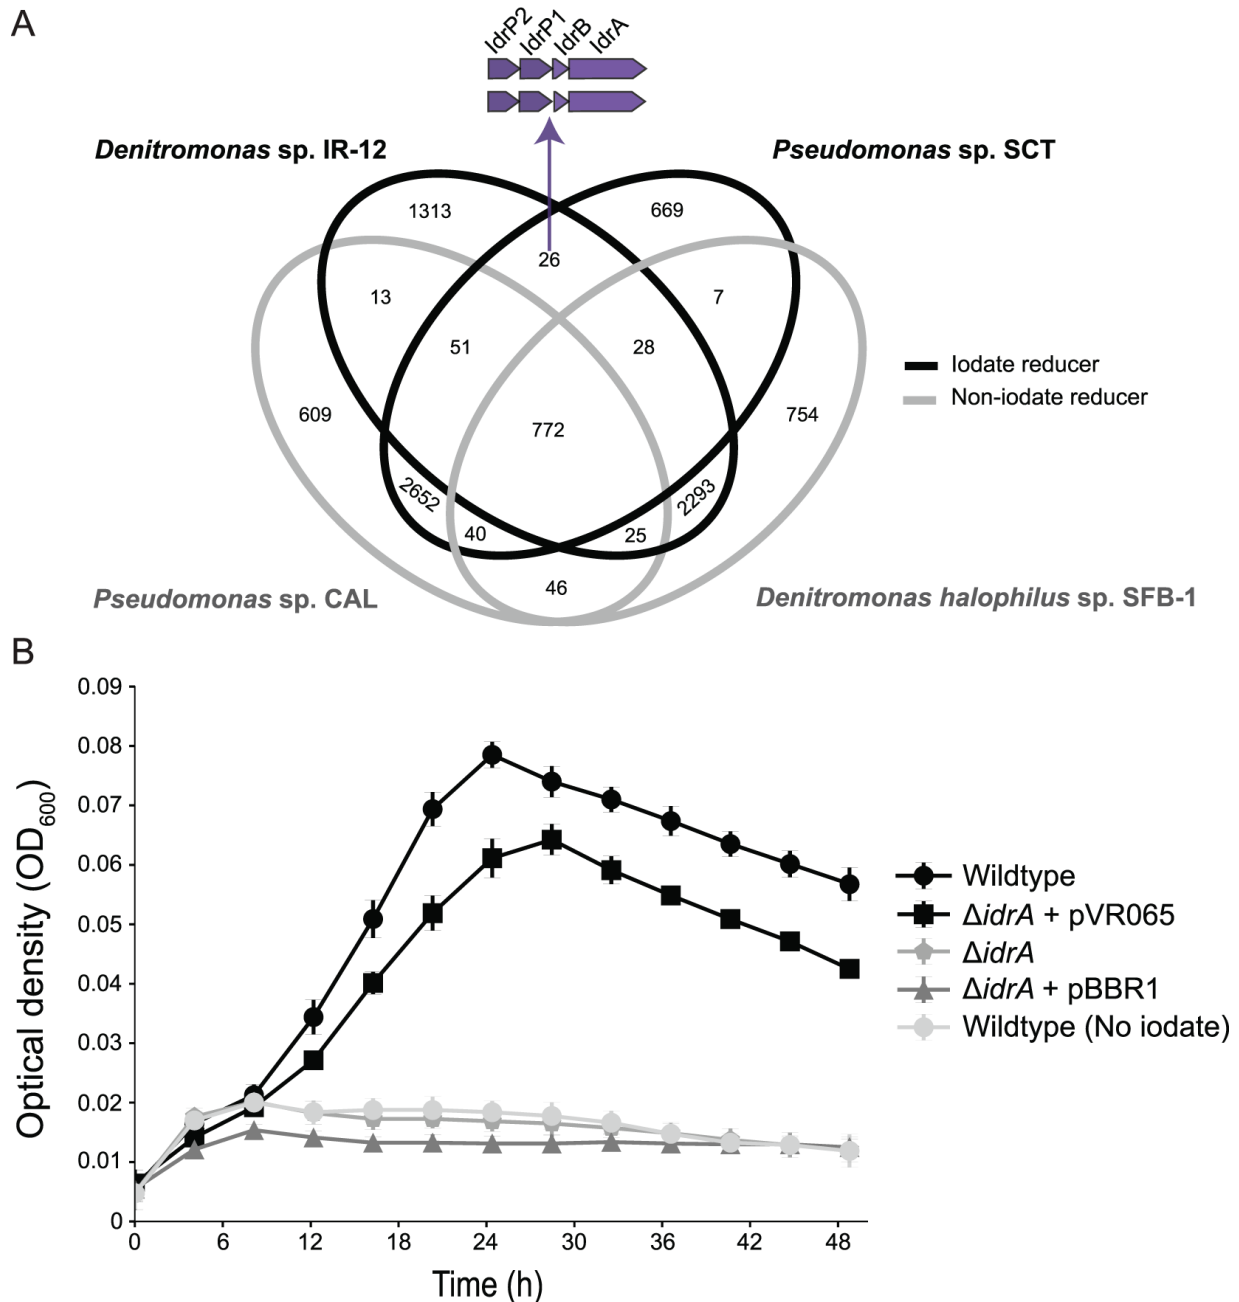 A
IdrP2 IdrP1 IdrB IdrA
Denitromonas sp. IR-12
Pseudomonas sp. SCT
1313
669
26
13
7
51
28
Iodate reducer
Non-iodate reducer
609
772
754
2652
2293
40
25
46
Pseudomonas sp. CAL
Denitromonas halophilus sp. SFB-1
B
0.09
0.08
0.07
0.06
0.05
0.04
0.03
0.02
0.01
0
Optical density (OD600)
Wildtype
ΔidrA + pVR065
ΔidrA
ΔidrA + pBBR1
Wildtype (No iodate)
0 6 12 18 24 30 36 42 48
Time (h)